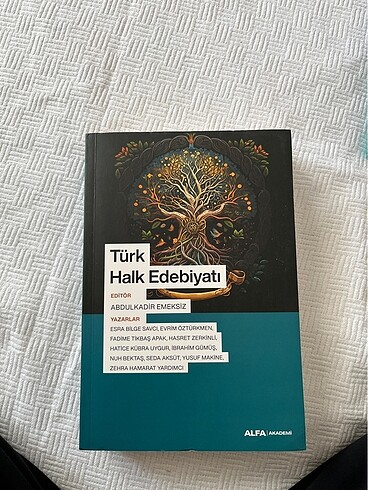 Türk
Halk Edebiyatı
EDİTÖR
ABDULKADİR EMEKSİZ
YAZARLAR
ESRA BİLGE SAVCI, EVRİM ÖZTÜRKMEN,
FADİME TİKBAŞ APAK, HASRET ZERKİNLİ,
HATİCE KÜBRA UYGUR, İBRAHİM GÜMÜŞ,
NUH BEKTAŞ, SEDA AKSÜT, YUSUF MAKİNE,
ZEHRA HAMARAT YARDIMCI
ALFA | AKADEMİ